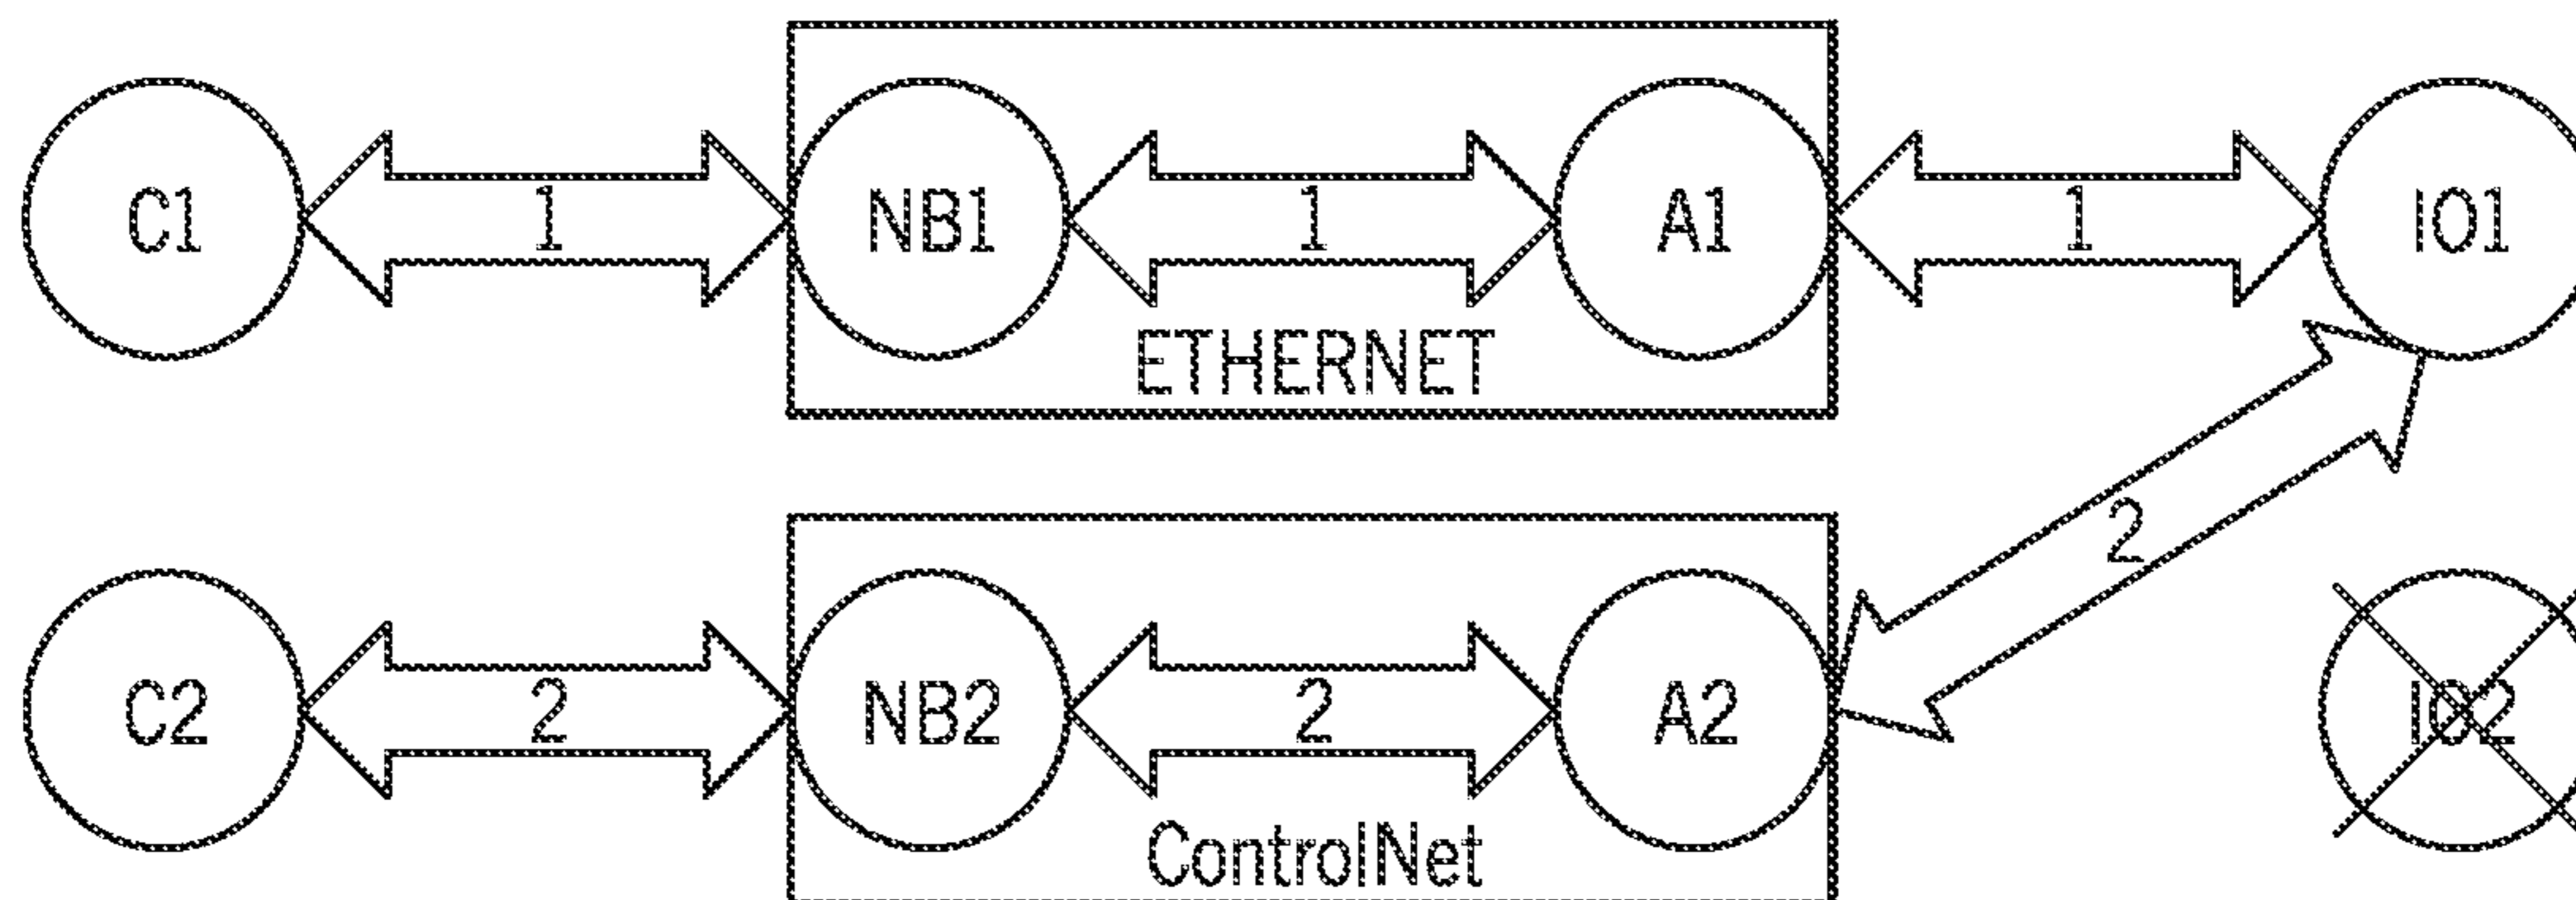 C1 1 NB1 1 A1 1 IO1
ETHERNET
2
C2 2 NB2 2 A2 IO2
ControlNet